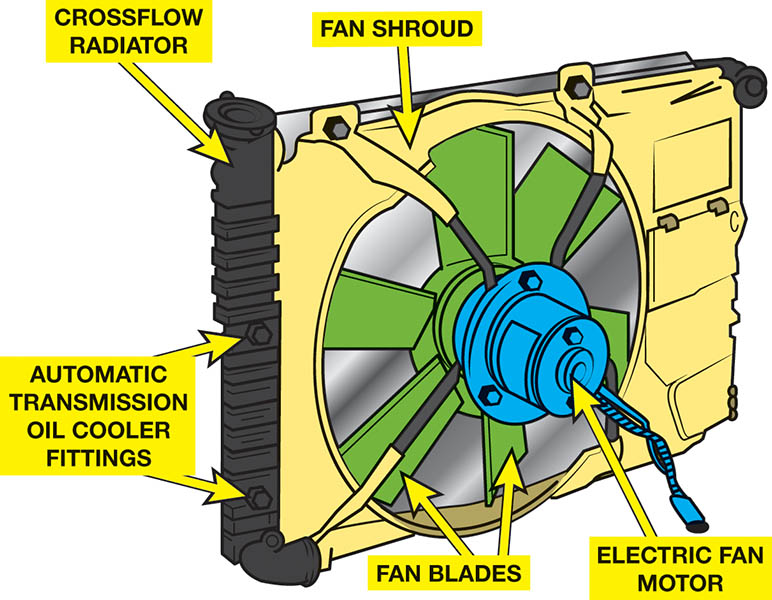 CROSSFLOW
RADIATOR
FAN SHROUD
AUTOMATIC
TRANSMISSION
OIL COOLER
FITTINGS
FAN BLADES
ELECTRIC FAN
MOTOR